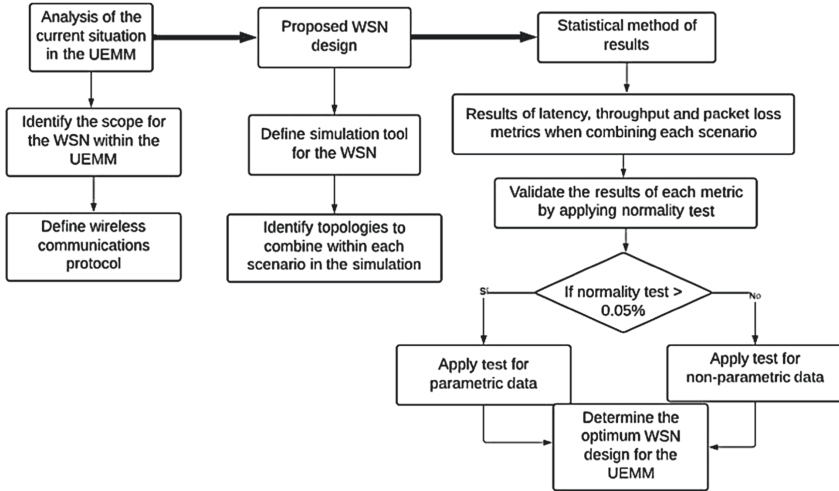 Analysis of the
current situation
in the UEMM
Identify the scope for
the WSN within the
UEMM
Define wireless
communications
protocol
Proposed WSN
design
Define simulation tool
for the WSN
Identify topologies to
combine within each
scenario in the simulation
Statistical method of
results
Results of latency, throughput and packet loss
metrics when combining each scenario
Validate the results of each metric
by applying normality test
If normality test >
0.05%
Sí
No
Apply test for
parametric data
Apply test for
non-parametric data
Determine the
optimum WSN
design for the
UEMM